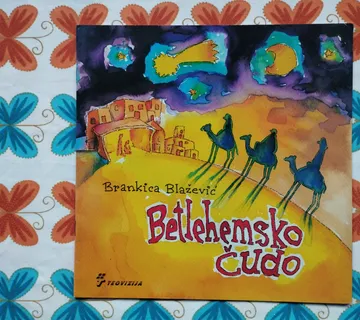 Brankica Blažević
Betlehemsko
čudo
TEOVIZIJA